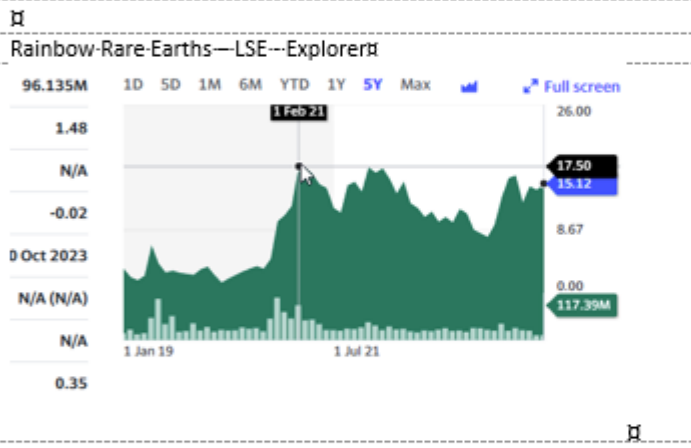 ¤
Rainbow·Rare·Earths·–·LSE·-·Explorer¤
96.135M
1D 5D 1M 6M YTD 1Y 5Y Max Full screen
1 Feb 21
26.00
1.48
N/A
17.50
15.12
-0.02
8.67
0 Oct 2023
0.00
N/A (N/A)
117.39M
N/A
1 Jan 19 1 Jul 21
0.35
¤